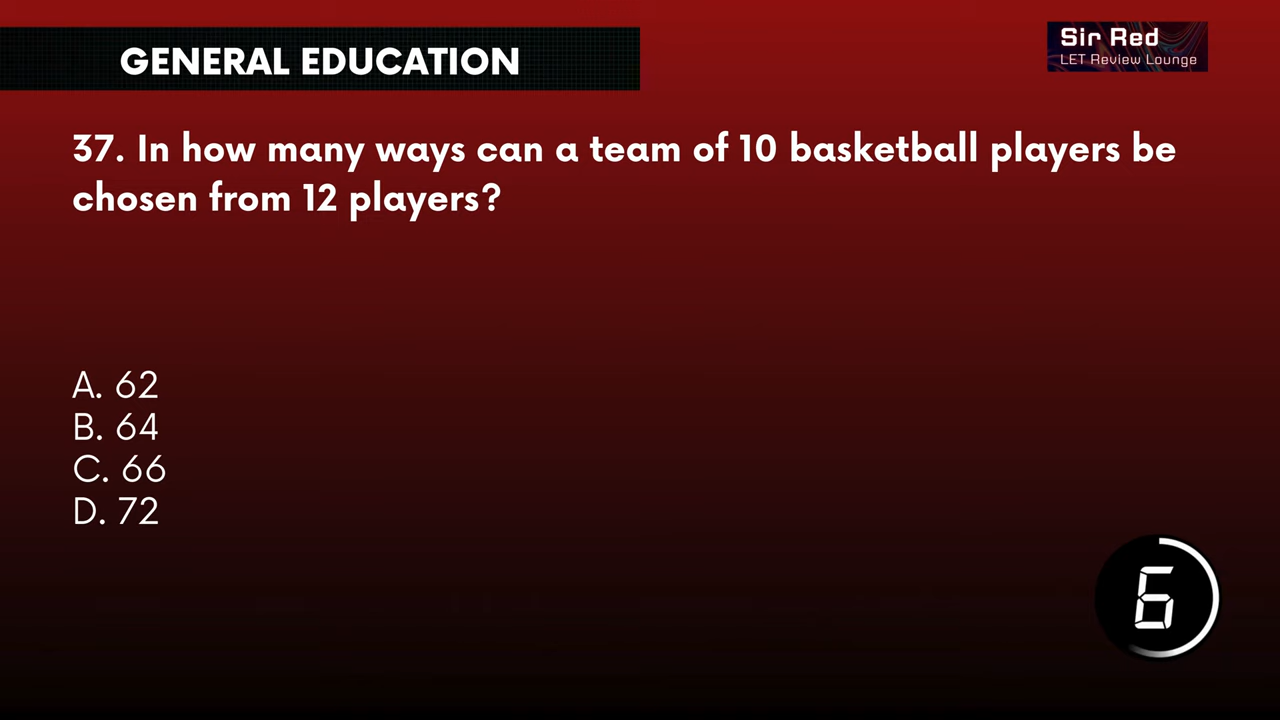 GENERAL EDUCATION
Sir Red
LET Review Lounge
37. In how many ways can a team of 10 basketball players be
chosen from 12 players?
A. 62
B. 64
C. 66
D. 72
6